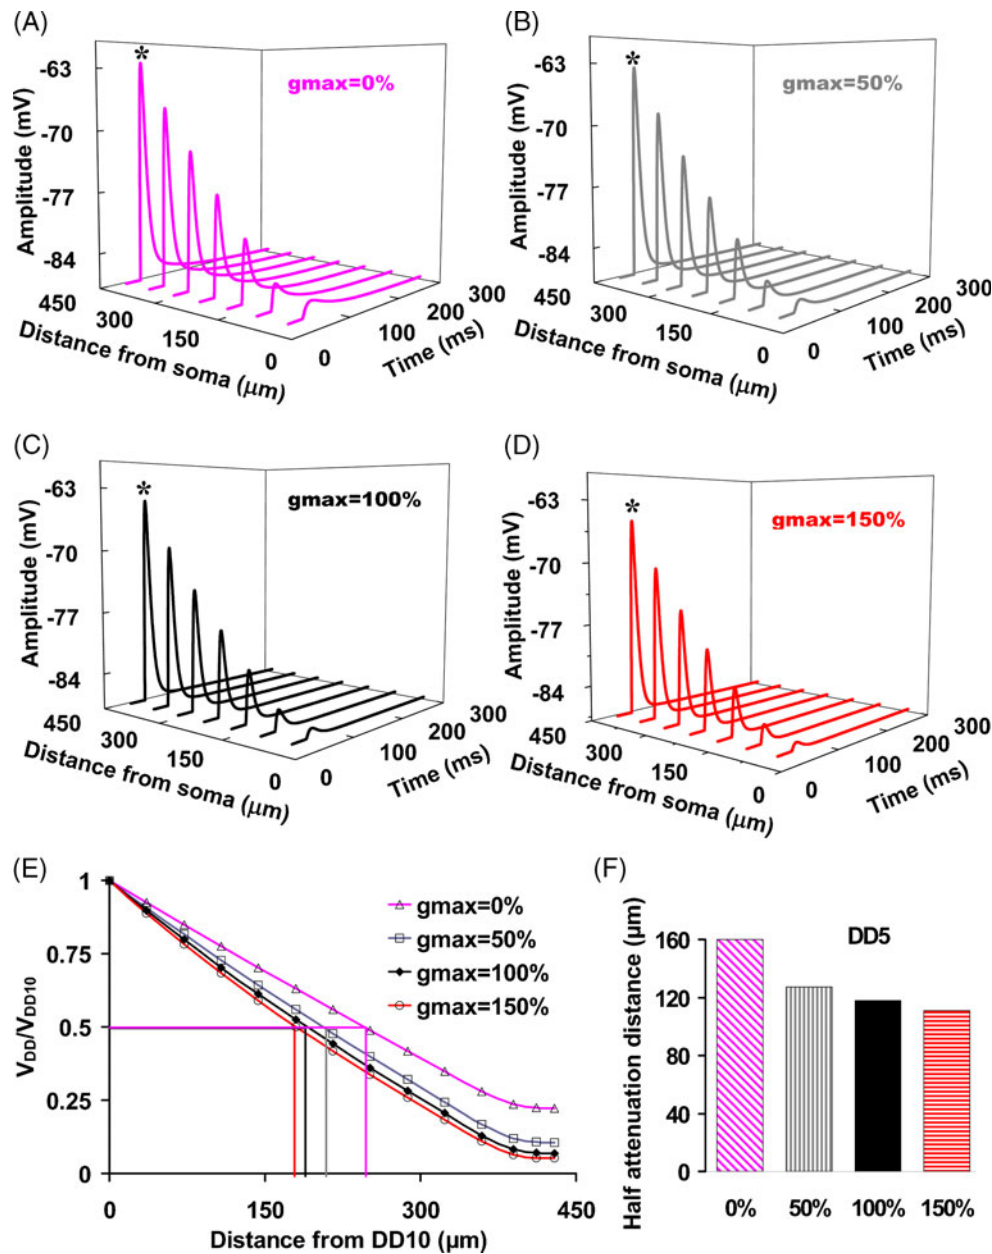 (A)
*
gmax=0%
Amplitude (mV)
-63
-70
-77
-84
450
300
150
0
Distance from soma (μm)
0
100
200
300
Time (ms)
(B)
*
gmax=50%
Amplitude (mV)
-63
-70
-77
-84
450
300
150
0
Distance from soma (μm)
0
100
200
300
Time (ms)
(C)
*
gmax=100%
Amplitude (mV)
-63
-70
-77
-84
450
300
150
0
Distance from soma (μm)
0
100
200
300
Time (ms)
(D)
*
gmax=150%
Amplitude (mV)
-63
-70
-77
-84
450
300
150
0
Distance from soma (μm)
0
100
200
300
Time (ms)
(E)
VDD/VDD10
1
0.75
0.5
0.25
0
gmax=0%
gmax=50%
gmax=100%
gmax=150%
0
150
300
450
Distance from DD10 (μm)
(F)
Half attenuation distance (μm)
DD5
160
120
80
40
0
0%
50%
100%
150%